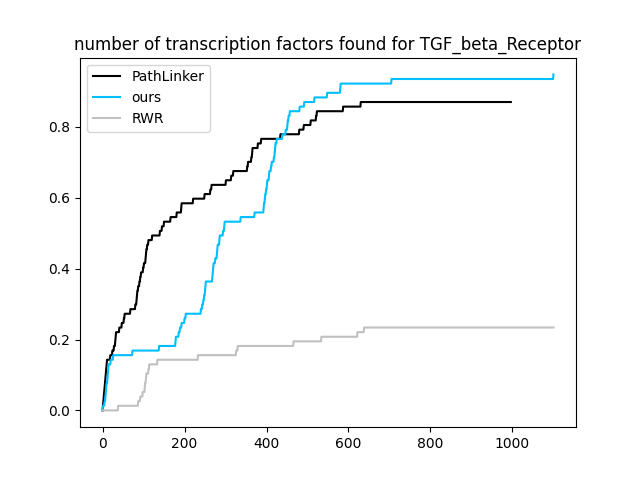 number of transcription factors found for TGF_beta_Receptor
PathLinker
ours
RWR
0.8
0.6
0.4
0.2
0.0
0 200 400 600 800 1000